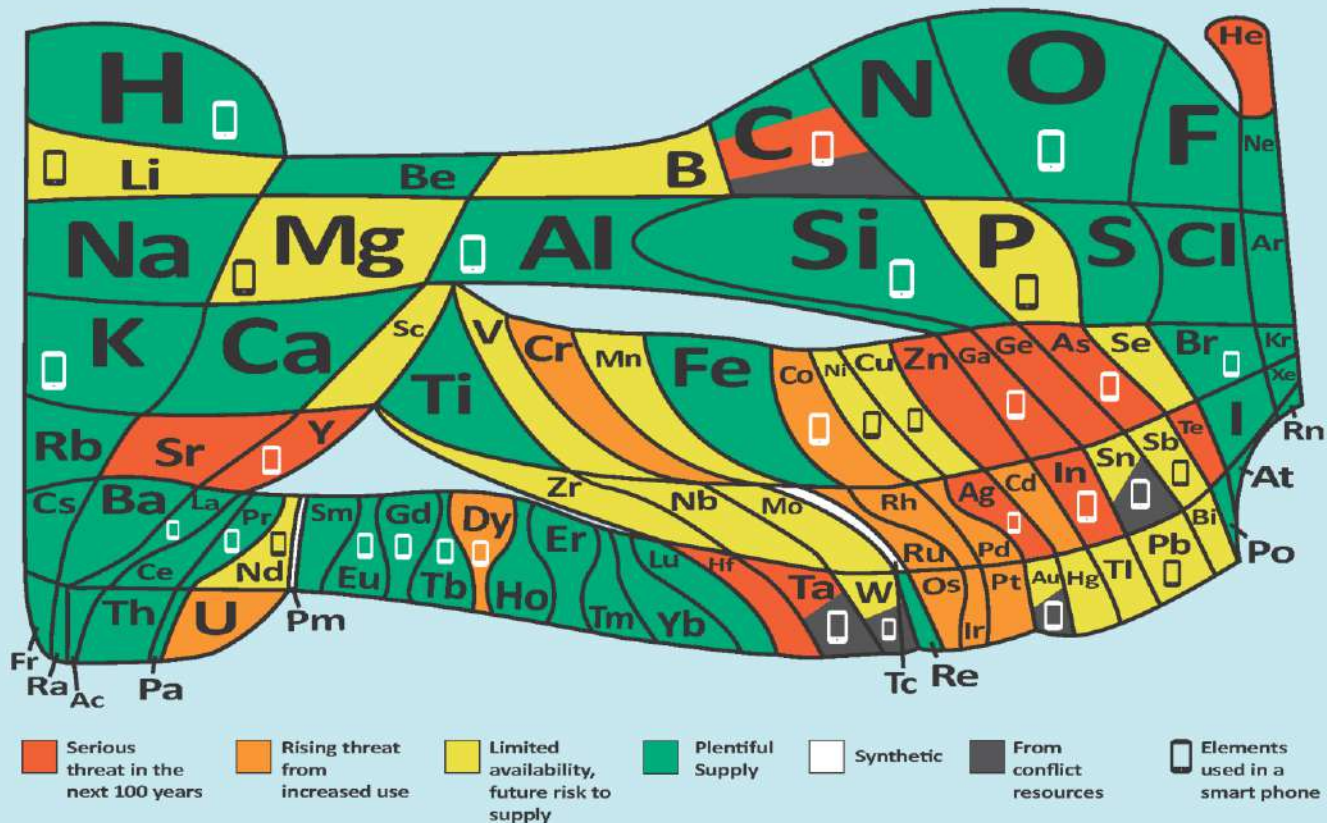 H
He
C
N
O
F
Ne
Li
Be
B
Na
Mg
Al
Si
P
S
Cl
Ar
K
Ca
Sc
Ti
V
Cr
Mn
Fe
Co
Ni
Cu
Zn
Ga
Ge
As
Se
Br
Kr
Rb
Sr
Y
Zr
Nb
Mo
Rh
Ru
Ag
Cd
Pd
In
Sn
Sb
Te
I
Xe
Rn
At
Po
Cs
Ba
La
Ce
Pr
Nd
Sm
Eu
Gd
Tb
Dy
Ho
Er
Tm
Yb
Lu
Hf
Ta
W
Os
Ir
Pt
Au
Hg
Tl
Pb
Bi
Th
U
Pm
Fr
Ra
Ac
Pa
Tc
Re
Serious
threat in the
next 100 years
Rising threat
from
increased use
Limited
availability,
future risk to
supply
Plentiful
Supply
Synthetic
From
conflict
resources
Elements
used in a
smart phone